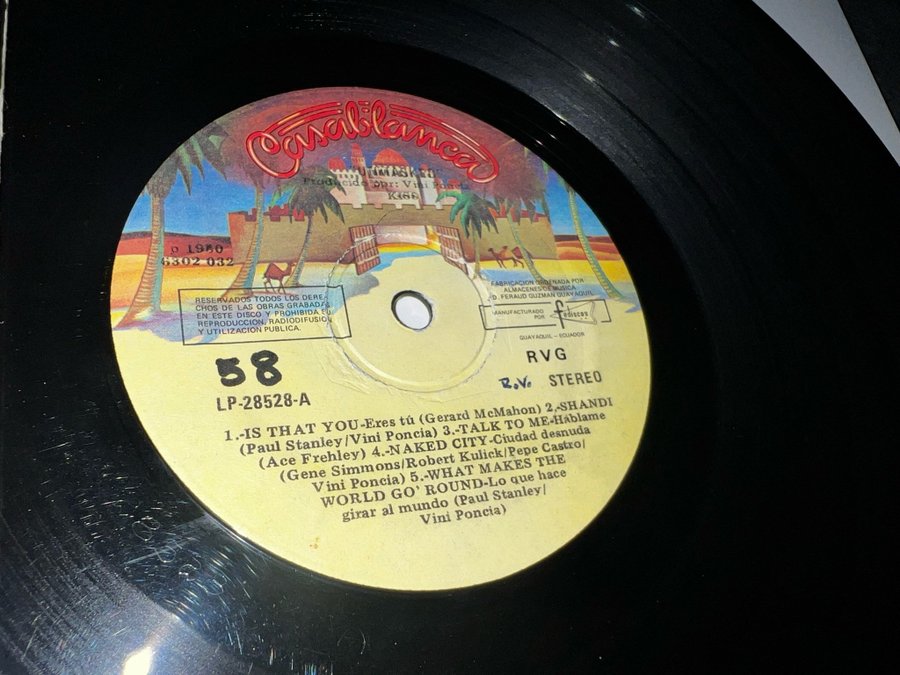 Casablanca
"UNMASKED"
Producido por: Vini Poncia
KISS
p 1980
6302 032
RESERVADOS TODOS LOS DERE-
CHOS DE LAS OBRAS GRABADAS
EN ESTE DISCO Y PROHIBIDA SU
REPRODUCCION, RADIODIFUSION
Y UTILIZACION PUBLICA.
FABRICACION ORDENADA POR
ALMACENES DE MUSICA
D. FERAUD GUZMAN GUAYAQUIL
MANUFACTURADO
POR
fediscos
GUAYAQUIL - ECUADOR
58
RVG
R.V. STEREO
LP-28528-A
1.-IS THAT YOU-Eres tú (Gerard McMahon) 2.-SHANDI
(Paul Stanley/Vini Poncia) 3.-TALK TO ME-Háblame
(Ace Frehley) 4.-NAKED CITY-Ciudad desnuda
(Gene Simmons/Robert Kulick/Pepe Castro/
Vini Poncia) 5.-WHAT MAKES THE
WORLD GO' ROUND-Lo que hace
girar al mundo (Paul Stanley/
Vini Poncia)